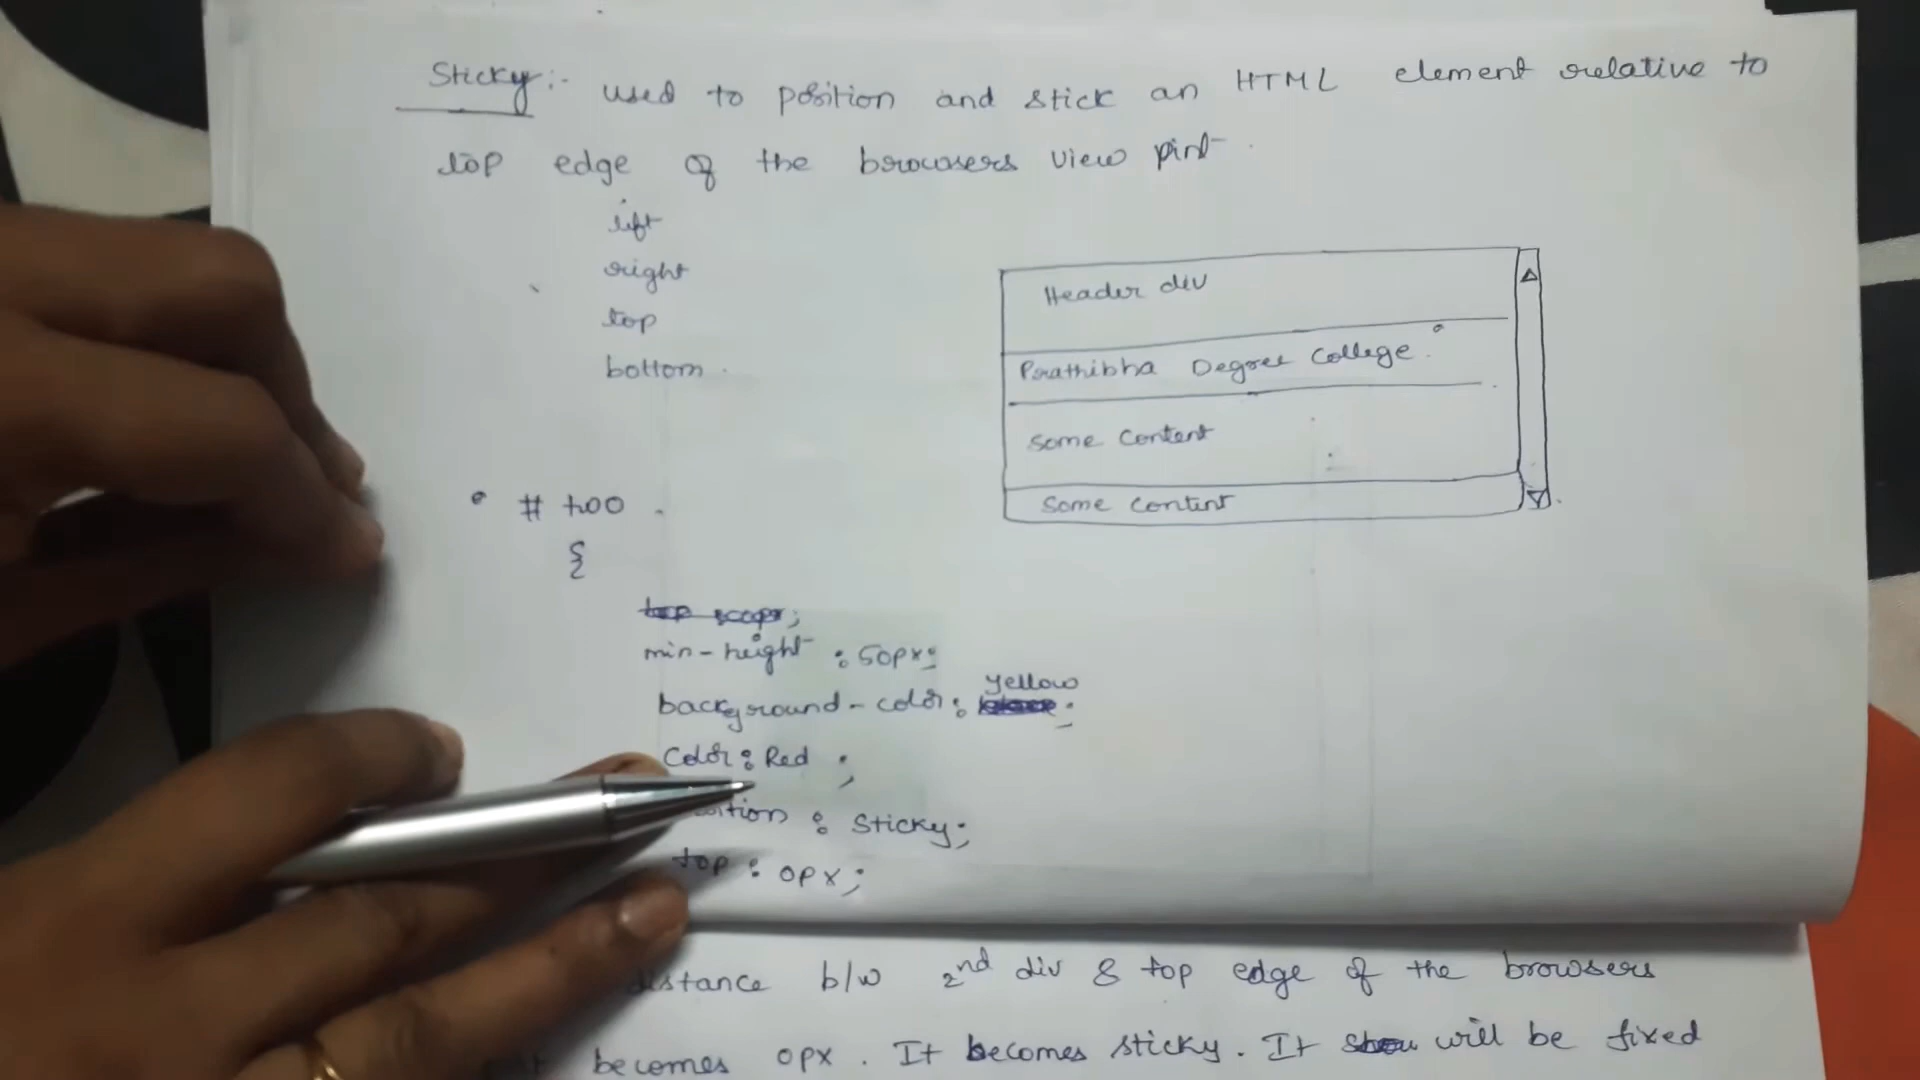 Sticky:- used to position and stick an HTML element relative to
top edge of the browsers view pint.
left
right
top
bottom.
Header div
Prathibha Degree College.
Some Content
Some content
# too
{
min-height : 50px;
background-color: yellow;
Color: Red ;
: Sticky;
top : 0px;
b/w 2nd div & top edge of the browsers
becomes 0px. It becomes sticky. It will be fixed